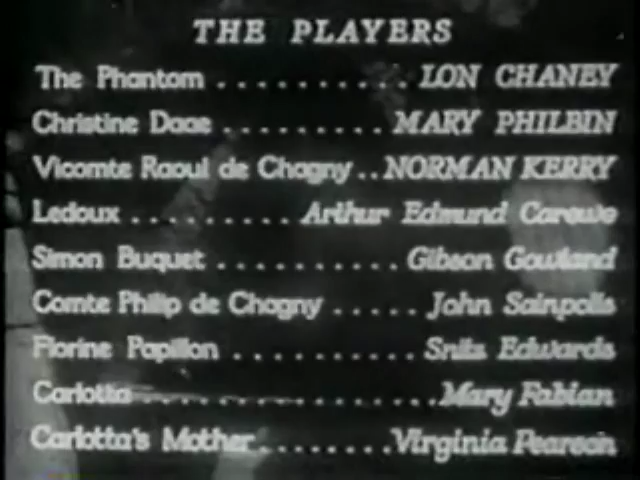 THE PLAYERS
The Phantom . . . . . . . . . . LON CHANEY
Christine Daae . . . . . . . . . MARY PHILBIN
Vicomte Raoul de Chagny . . NORMAN KERRY
Ledoux . . . . . . . . . Arthur Edmund Carewe
Simon Buquet . . . . . . . . . . Gibson Gowland
Comte Philip de Chagny . . . . . John Sainpolis
Florine Papillon . . . . . . . . . . Snitz Edwards
Carlotta . . . . . . . . . . . . . . . . . Mary Fabian
Carlotta's Mother . . . . . . . . Virginia Pearson